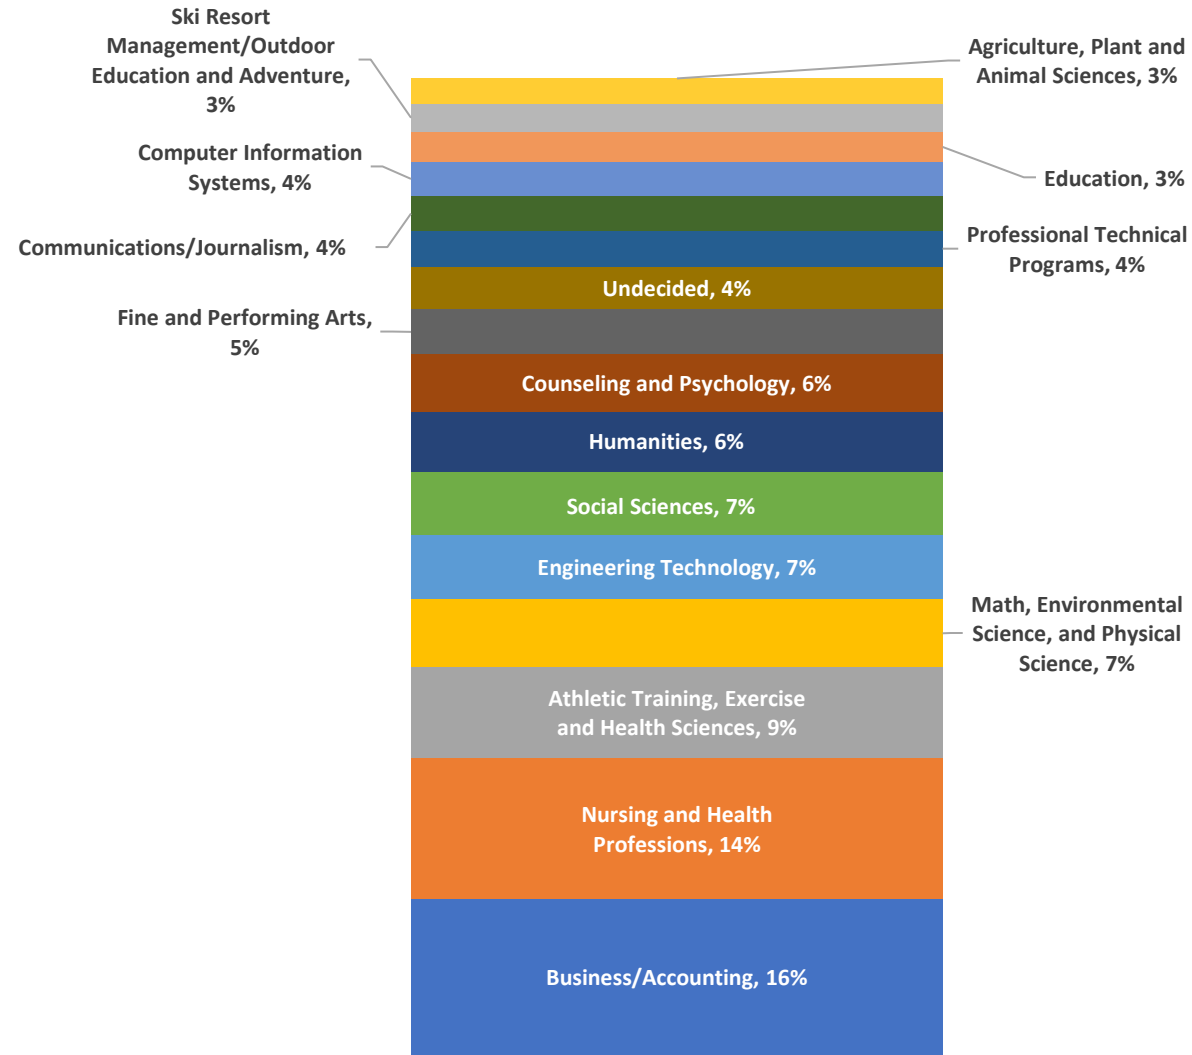 Ski Resort
Management/Outdoor
Education and Adventure,
3%
Agriculture, Plant and
Animal Sciences, 3%
Computer Information
Systems, 4%
Education, 3%
Communications/Journalism, 4%
Professional Technical
Programs, 4%
Undecided, 4%
Fine and Performing Arts,
5%
Counseling and Psychology, 6%
Humanities, 6%
Social Sciences, 7%
Engineering Technology, 7%
Math, Environmental
Science, and Physical
Science, 7%
Athletic Training, Exercise
and Health Sciences, 9%
Nursing and Health
Professions, 14%
Business/Accounting, 16%